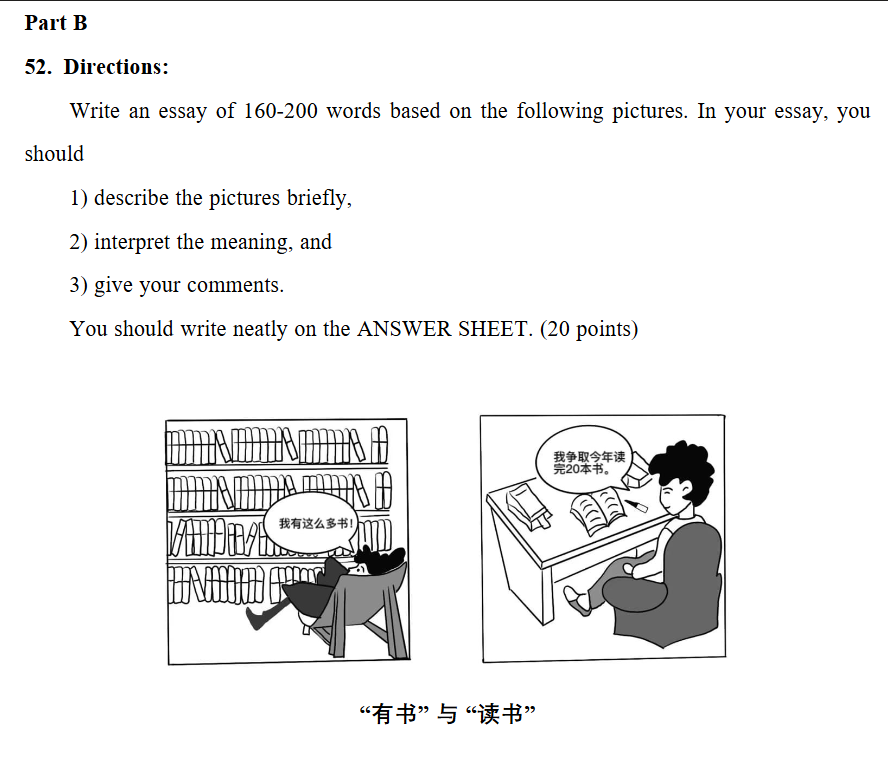 Part B
52. Directions:
Write an essay of 160-200 words based on the following pictures. In your essay, you
should
1) describe the pictures briefly,
2) interpret the meaning, and
3) give your comments.
You should write neatly on the ANSWER SHEET. (20 points)
我有这么多书!
我争取今年读
完20本书。
“有书” 与 “读书”